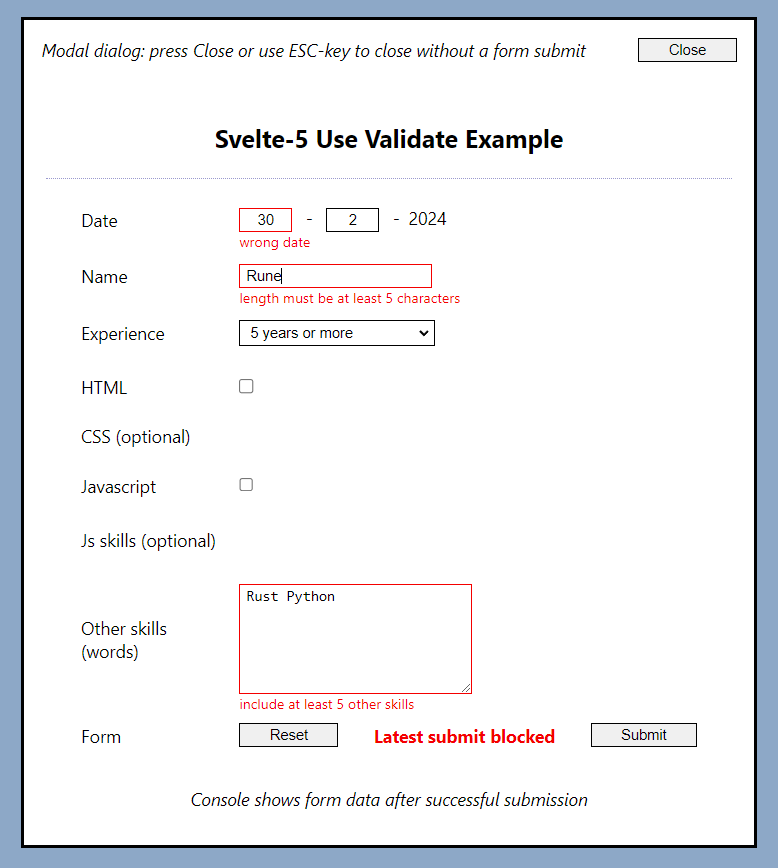 Modal dialog: press Close or use ESC-key to close without a form submit Close
Svelte-5 Use Validate Example
Date 30 - 2 - 2024
wrong date
Name Rune
length must be at least 5 characters
Experience 5 years or more
HTML
CSS (optional)
Javascript
Js skills (optional)
Rust Python
Other skills
(words)
include at least 5 other skills
Form Reset Latest submit blocked Submit
Console shows form data after successful submission